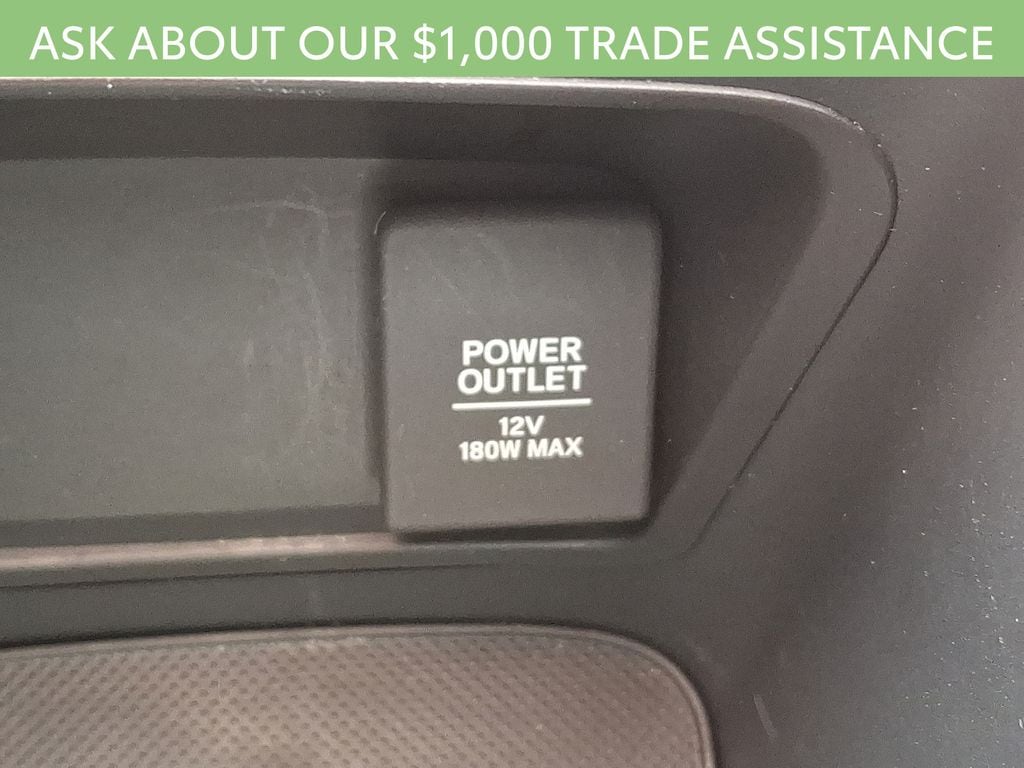 ASK ABOUT OUR $1,000 TRADE ASSISTANCE
POWER
OUTLET
12V
180W MAX